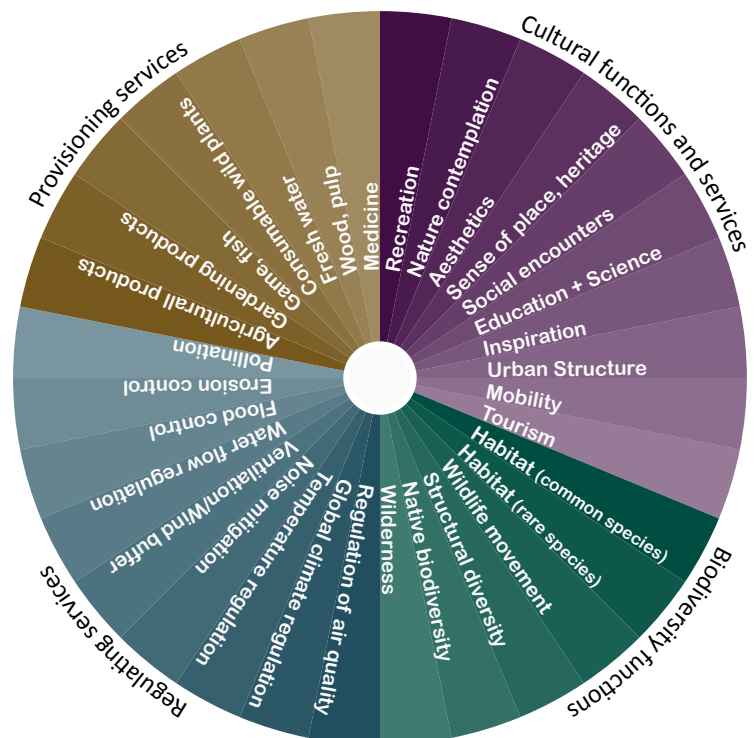 Cultural functions and services
Recreation
Nature contemplation
Aesthetics
Sense of place, heritage
Social encounters
Education + Science
Inspiration
Urban Structure
Mobility
Tourism
Biodiversity functions
Habitat (common species)
Habitat (rare species)
Wildlife movement
Structural diversity
Native biodiversity
Wilderness
Regulating services
Regulation of air quality
Global climate regulation
Temperature regulation
Noise mitigation
Ventilation/Wind buffer
Water flow regulation
Flood control
Erosion control
Pollination
Provisioning services
Agriculturall products
Gardening products
Game, fish
Consumable wild plants
Fresh water
Wood, pulp
Medicine